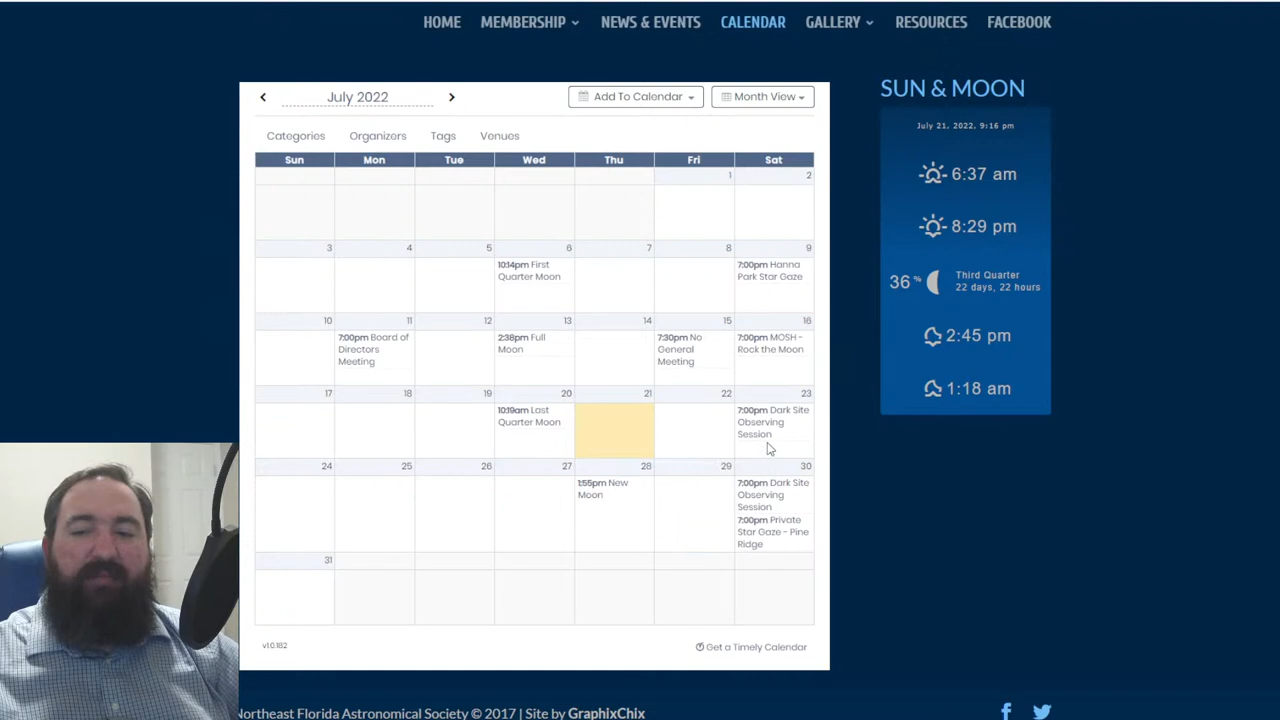 HOME MEMBERSHIP NEWS & EVENTS CALENDAR GALLERY RESOURCES FACEBOOK
July 2022
Add To Calendar
Month View
Categories Organizers Tags Venues
Sun Mon Tue Wed Thu Fri Sat
1 2
3 4 5 6 7 8 9
10:14pm First
Quarter Moon
7:00pm Hanna
Park Star Gaze
10 11 12 13 14 15 16
7:00pm Board of
Directors
Meeting
2:38pm Full
Moon
7:30pm No
General
Meeting
7:00pm MOSH -
Rock the Moon
17 18 19 20 21 22 23
10:19am Last
Quarter Moon
7:00pm Dark Site
Observing
Session
24 25 26 27 28 29 30
1:55pm New
Moon
7:00pm Dark Site
Observing
Session
7:00pm Private
Star Gaze - Pine
Ridge
31
v1.0.182
Get a Timely Calendar
SUN & MOON
July 21, 2022, 9:16 pm
6:37 am
8:29 pm
36 %
Third Quarter
22 days, 22 hours
2:45 pm
1:18 am
Northeast Florida Astronomical Society © 2017 | Site by GraphixChix